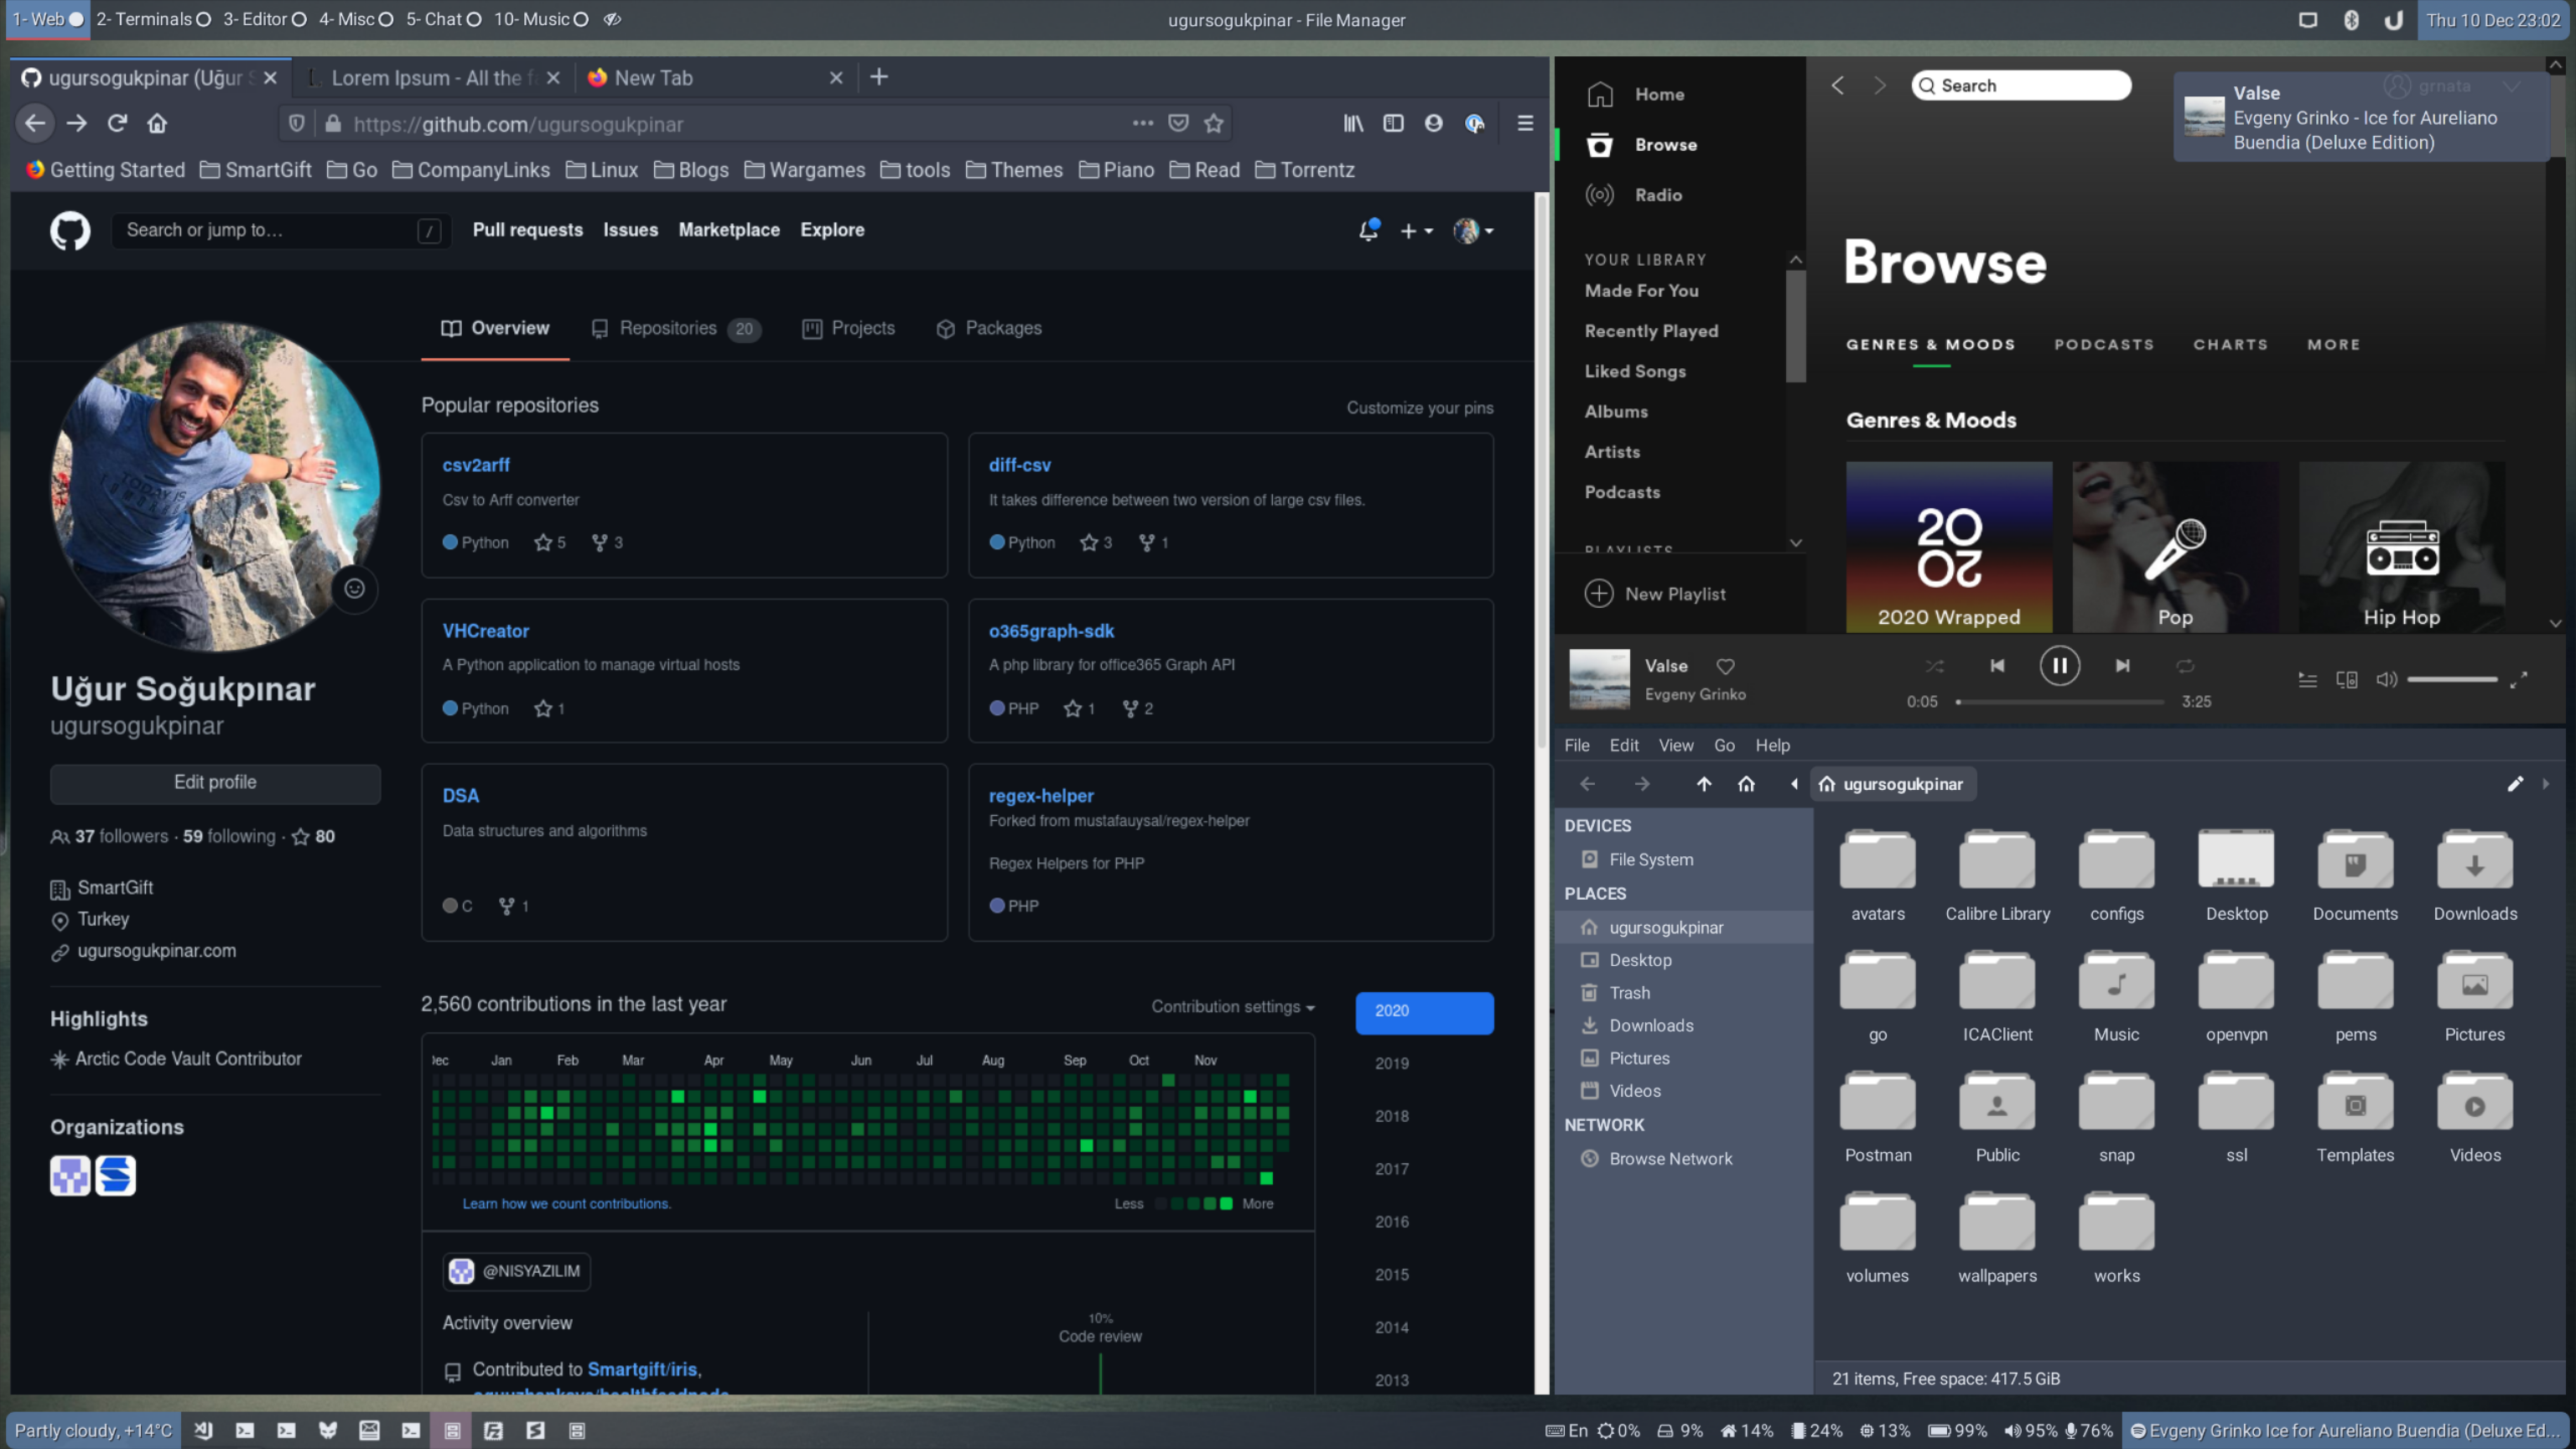 1- Web 2- Terminals 3- Editor 4- Misc 5- Chat 10- Music
ugursogukpinar - File Manager
Thu 10 Dec 23:02
ugursogukpinar (Uğur
Lorem Ipsum - All the f
New Tab
https://github.com/ugursogukpinar
Getting Started SmartGift Go CompanyLinks Linux Blogs Wargames tools Themes Piano Read Torrentz
Search or jump to… /
Pull requests Issues Marketplace Explore
Overview Repositories 20 Projects Packages
Popular repositories
Customize your pins
csv2arff
Csv to Arff converter
Python 5 3
diff-csv
It takes difference between two version of large csv files.
Python 3 1
VHCreator
A Python application to manage virtual hosts
Python 1
o365graph-sdk
A php library for office365 Graph API
PHP 1 2
DSA
Data structures and algorithms
C 1
regex-helper
Forked from mustafauysal/regex-helper
Regex Helpers for PHP
PHP
TODAY IS
Uğur Soğukpınar
ugursogukpinar
Edit profile
37 followers · 59 following · 80
SmartGift
Turkey
ugursogukpinar.com
Highlights
Arctic Code Vault Contributor
Organizations
2,560 contributions in the last year
Contribution settings
Jan Feb Mar Apr May Jun Jul Aug Sep Oct Nov
Learn how we count contributions.
Less More
@NISYAZILIM
Activity overview
Contributed to Smartgift/iris,
10%
Code review
2020
2019
2018
2017
2016
2015
2014
2013
Home
Browse
Radio
YOUR LIBRARY
Made For You
Recently Played
Liked Songs
Albums
Artists
Podcasts
PLAYLISTS
New Playlist
Search
grnata
Valse
Evgeny Grinko - Ice for Aureliano
Buendia (Deluxe Edition)
Browse
GENRES & MOODS PODCASTS CHARTS MORE
Genres & Moods
2020
2020 Wrapped
Pop
Hip Hop
Valse
Evgeny Grinko
0:05
3:25
File Edit View Go Help
ugursogukpinar
DEVICES
File System
PLACES
ugursogukpinar
Desktop
Trash
Downloads
Pictures
Videos
NETWORK
Browse Network
avatars Calibre Library configs Desktop Documents Downloads
go ICAClient Music openvpn pems Pictures
Postman Public snap ssl Templates Videos
volumes wallpapers works
21 items, Free space: 417.5 GiB
Partly cloudy, +14°C
En 0% 9% 14% 24% 13% 99% 95% 76%
Evgeny Grinko Ice for Aureliano Buendia (Deluxe Ed...